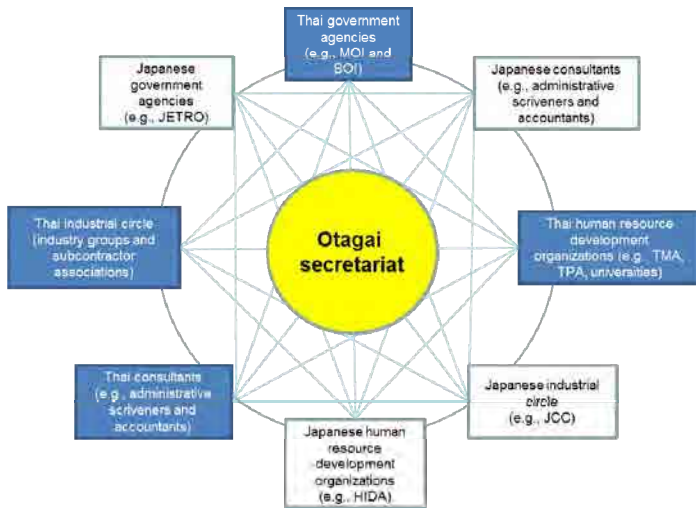 Thai government
agencies
(e.g., MOI and
BOI)
Japanese
government
agencies
(e.g., JETRO)
Japanese consultants
(e.g., administrative
scriveners and
accountants)
Thai industrial circle
(industry groups and
subcontractor
associations)
Otagai
secretariat
Thai human resource
development
organizations (e.g., TMA,
TPA, universities)
Thai consultants
(e.g., administrative
scriveners and
accountants)
Japanese industrial
circle
(e.g., JCC)
Japanese human
resource
development
organizations
(e.g., HIDA)